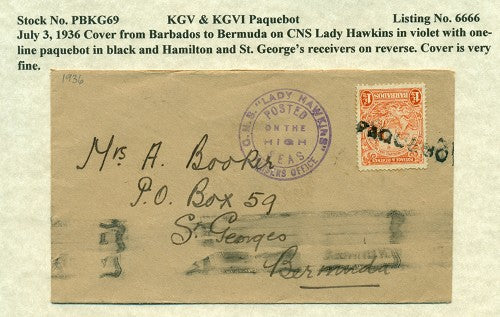 Stock No. PBKG69 KGV & KGVI Paquebot Listing No. 6666
July 3, 1936 Cover from Barbados to Bermuda on CNS Lady Hawkins in violet with one-
line paquebot in black and Hamilton and St. George's receivers on reverse. Cover is very
fine.
1936
"LADY HAWKINS"
POSTED
ON THE
HIGH
SEAS
OFFICE
BARBADOS
PAQUEBOT
Mrs A. Booker
P.O. Box 59
St Georges
Bermuda